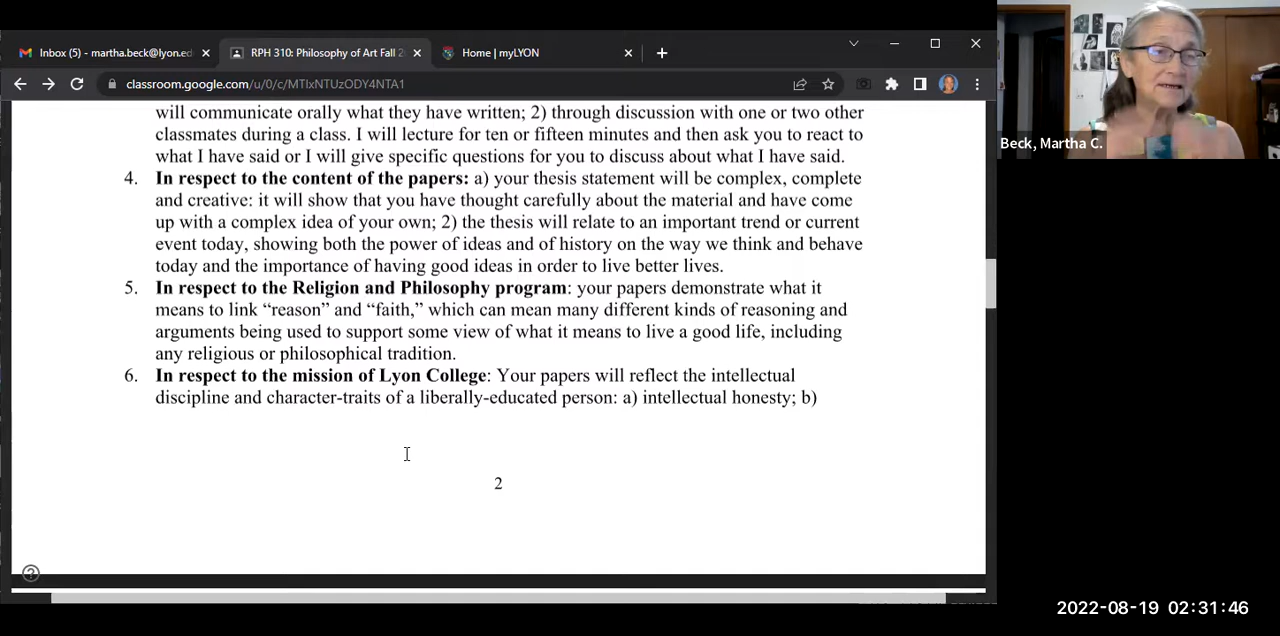 Inbox (5) - martha.beck@lyon.ed
RPH 310: Philosophy of Art Fall 2
Home | myLYON
classroom.google.com/u/0/c/MTIxNTUzODY4NTA1
Beck, Martha C.
will communicate orally what they have written; 2) through discussion with one or two other
classmates during a class. I will lecture for ten or fifteen minutes and then ask you to react to
what I have said or I will give specific questions for you to discuss about what I have said.
4. In respect to the content of the papers: a) your thesis statement will be complex, complete
and creative: it will show that you have thought carefully about the material and have come
up with a complex idea of your own; 2) the thesis will relate to an important trend or current
event today, showing both the power of ideas and of history on the way we think and behave
today and the importance of having good ideas in order to live better lives.
5. In respect to the Religion and Philosophy program: your papers demonstrate what it
means to link “reason” and “faith,” which can mean many different kinds of reasoning and
arguments being used to support some view of what it means to live a good life, including
any religious or philosophical tradition.
6. In respect to the mission of Lyon College: Your papers will reflect the intellectual
discipline and character-traits of a liberally-educated person: a) intellectual honesty; b)
2
2022-08-19 02:31:46